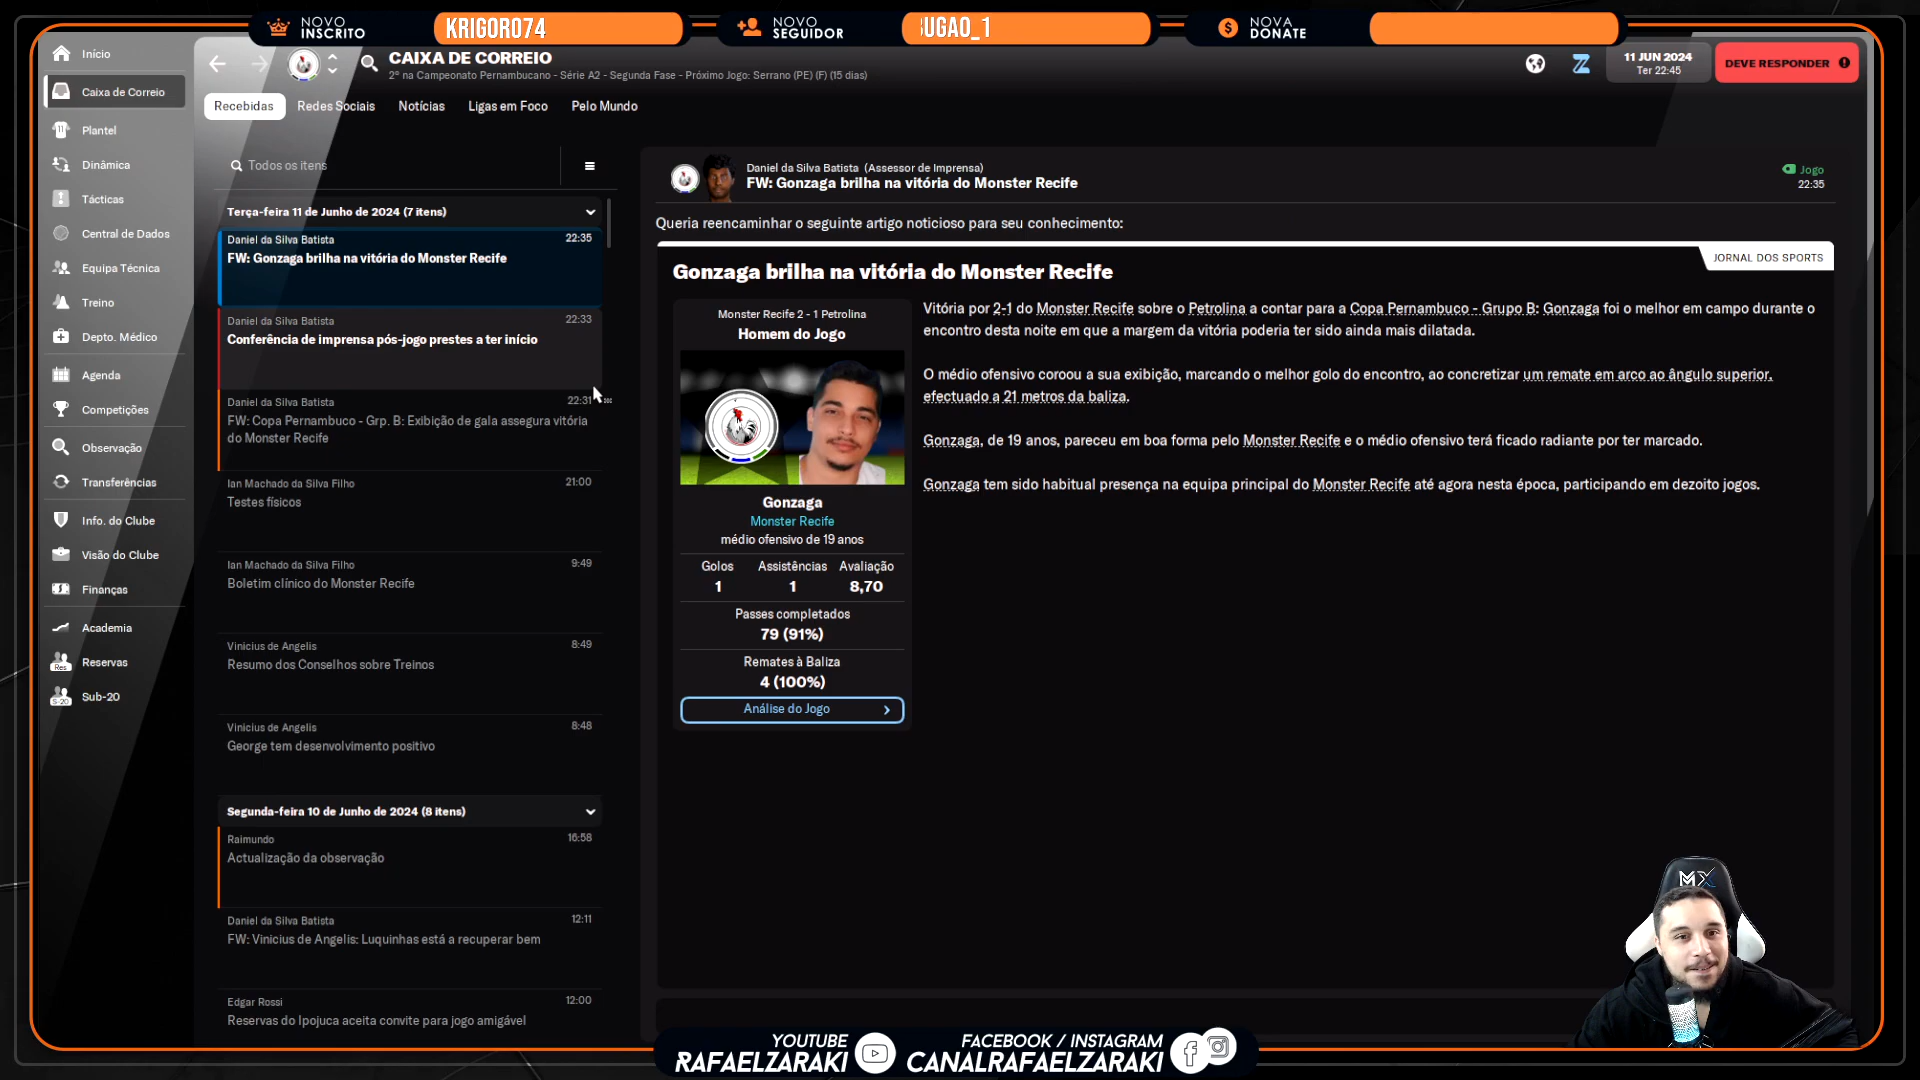 NOVO INSCRITO
KRIGOR074
NOVO SEGUIDOR
UGAO_1
NOVA DONATE
Início
Caixa de Correio
Plantel
Dinâmica
Tácticas
Central de Dados
Equipa Técnica
Treino
Depto. Médico
Agenda
Competições
Observação
Transferências
Info. do Clube
Visão do Clube
Finanças
Academia
Res
Reservas
S-20
Sub-20
CAIXA DE CORREIO
2º na Campeonato Pernambucano - Série A2 - Segunda Fase - Próximo Jogo: Serrano (PE) (F) (15 dias)
11 JUN 2024
Ter 22:45
DEVE RESPONDER
Recebidas
Redes Sociais
Notícias
Ligas em Foco
Pelo Mundo
Todos os itens
Terça-feira 11 de Junho de 2024 (7 itens)
Daniel da Silva Batista 22:35
FW: Gonzaga brilha na vitória do Monster Recife
Daniel da Silva Batista 22:33
Conferência de imprensa pós-jogo prestes a ter início
Daniel da Silva Batista 22:31
FW: Copa Pernambuco - Grp. B: Exibição de gala assegura vitória
do Monster Recife
Ian Machado da Silva Filho 21:00
Testes físicos
Ian Machado da Silva Filho 9:49
Boletim clínico do Monster Recife
Vinicius de Angelis 8:49
Resumo dos Conselhos sobre Treinos
Vinicius de Angelis 8:48
George tem desenvolvimento positivo
Segunda-feira 10 de Junho de 2024 (8 itens)
Raimundo 16:58
Actualização da observação
Daniel da Silva Batista 12:11
FW: Vinicius de Angelis: Luquinhas está a recuperar bem
Edgar Rossi 12:00
Reservas do Ipojuca aceita convite para jogo amigável
Daniel da Silva Batista (Assessor de Imprensa)
FW: Gonzaga brilha na vitória do Monster Recife
Jogo
22:35
Queria reencaminhar o seguinte artigo noticioso para seu conhecimento:
JORNAL DOS SPORTS
Gonzaga brilha na vitória do Monster Recife
Monster Recife 2 - 1 Petrolina
Homem do Jogo
Gonzaga
Monster Recife
médio ofensivo de 19 anos
Golos Assistências Avaliação
1 1 8,70
Passes completados
79 (91%)
Remates à Baliza
4 (100%)
Análise do Jogo
Vitória por 2-1 do Monster Recife sobre o Petrolina a contar para a Copa Pernambuco - Grupo B: Gonzaga foi o melhor em campo durante o
encontro desta noite em que a margem da vitória poderia ter sido ainda mais dilatada.
O médio ofensivo coroou a sua exibição, marcando o melhor golo do encontro, ao concretizar um remate em arco ao ângulo superior,
efectuado a 21 metros da baliza.
Gonzaga, de 19 anos, pareceu em boa forma pelo Monster Recife e o médio ofensivo terá ficado radiante por ter marcado.
Gonzaga tem sido habitual presença na equipa principal do Monster Recife até agora nesta época, participando em dezoito jogos.
MX
YOUTUBE
RAFAELZARAKI
FACEBOOK / INSTAGRAM
CANALRAFAELZARAKI